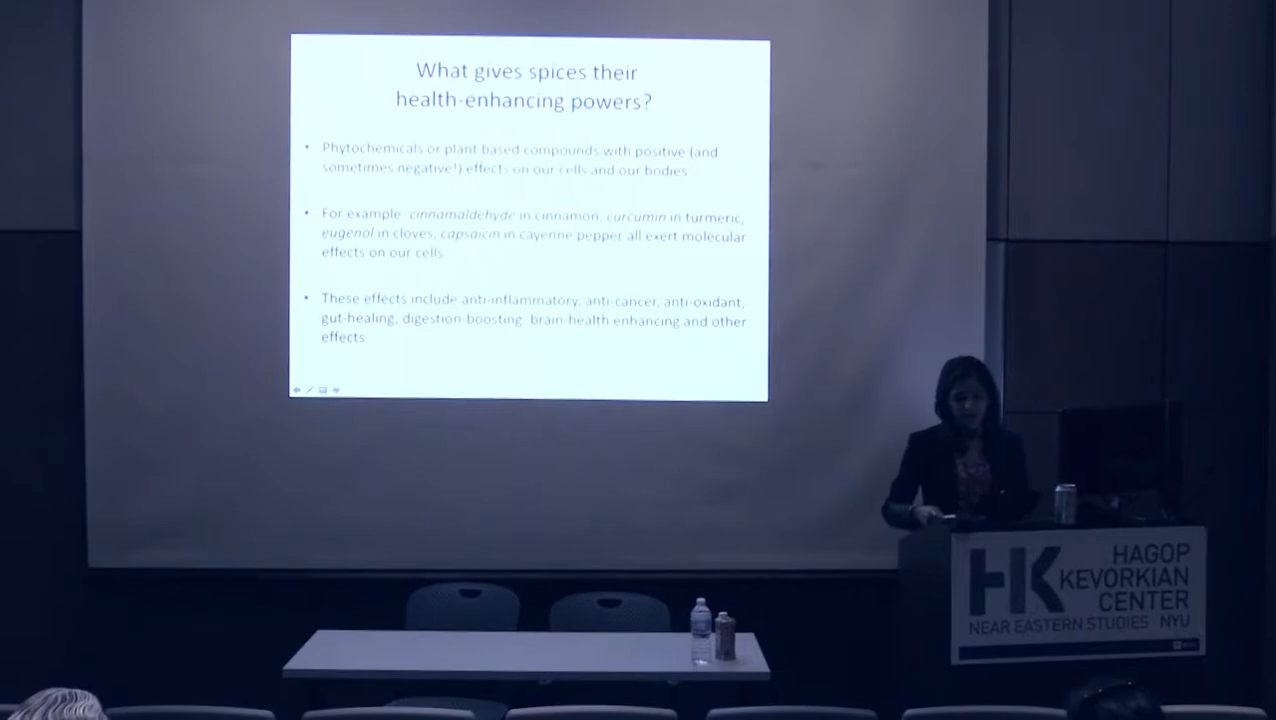 What gives spices their
health-enhancing powers?
• Phytochemicals or plant based compounds with positive (and
sometimes negative!) effects on our cells and our bodies
• For example cinnamaldehyde in cinnamon, curcumin in turmeric,
eugenol in cloves, capsaicin in cayenne pepper all exert molecular
effects on our cells
• These effects include anti-inflammatory, anti-cancer, anti-oxidant,
gut-healing, digestion-boosting, brain-health enhancing and other
effects
HK
HAGOP
KEVORKIAN
CENTER
NEAR EASTERN STUDIES NYU